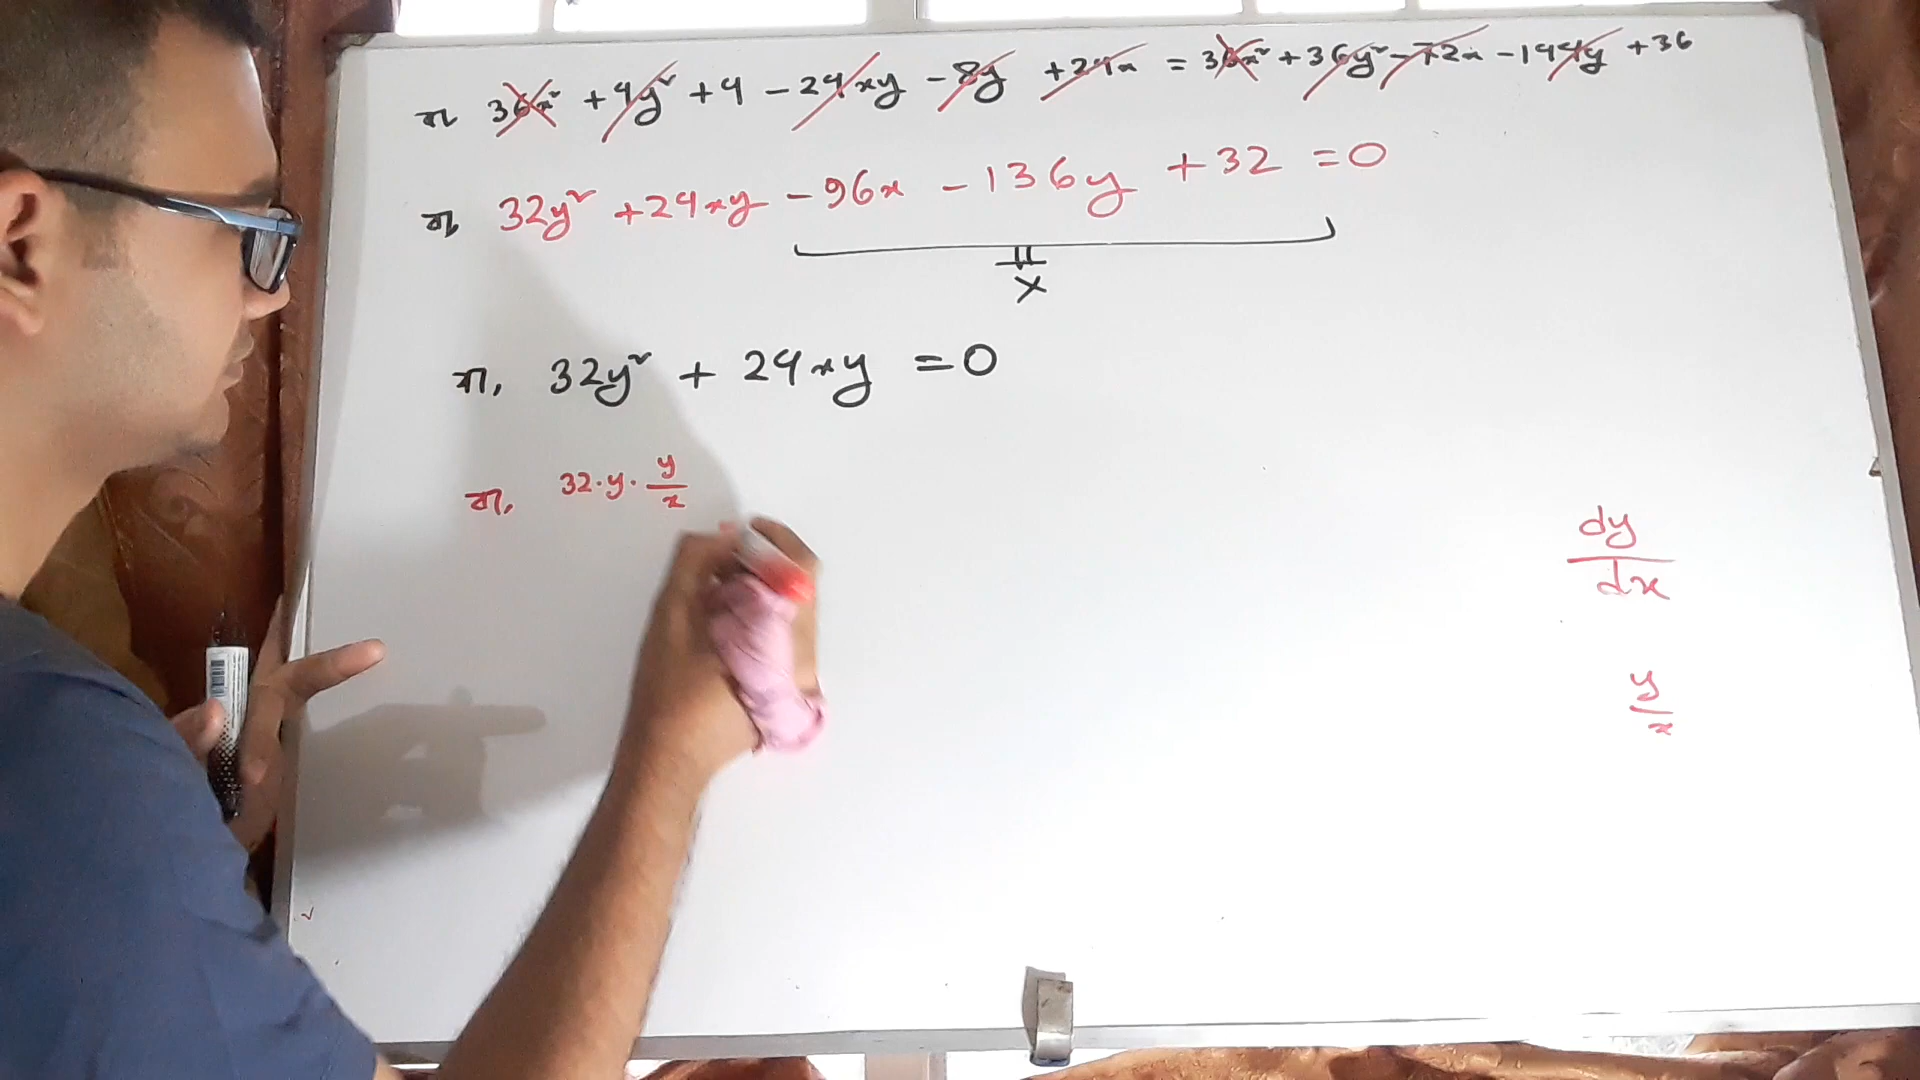 বা 36x² + 4y² + 4 - 24xy - 8y + 24x = 36x² + 36y² - 72x - 144y + 36
বা 32y² + 24xy - 96x - 136y + 32 = 0
x
বা, 32y² + 24xy = 0
বা, 32·y·y/x
dy/dx
y/x